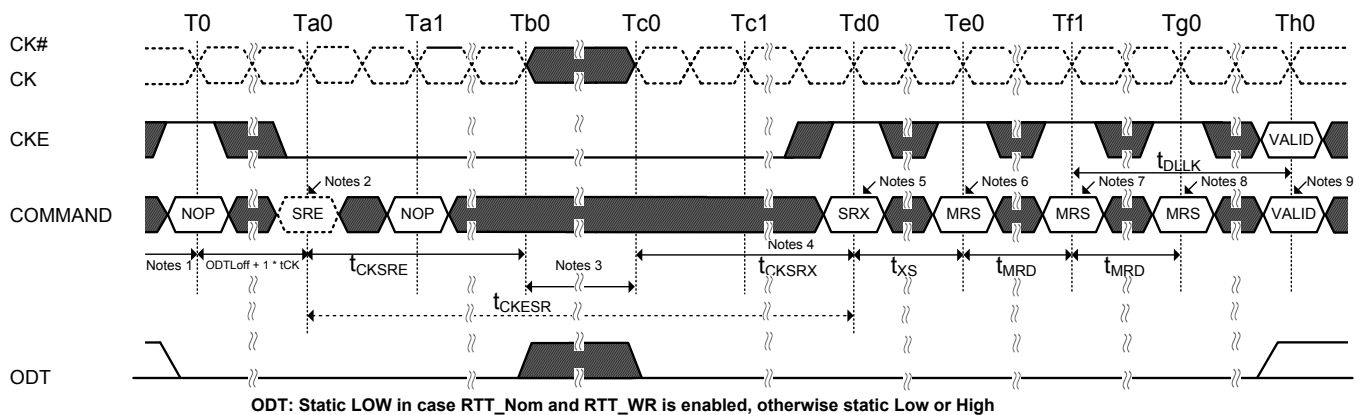 T0 Ta0 Ta1 Tb0 Tc0 Tc1 Td0 Te0 Tf1 Tg0 Th0
CK#
CK
CKE
VALID
tDLLK
Notes 2 Notes 5 Notes 6 Notes 7 Notes 8 Notes 9
COMMAND
NOP SRE NOP SRX MRS MRS MRS VALID
Notes 1 ODTLoff + 1 * tCK tCKSRE Notes 3 Notes 4 tCKSRX tXS tMRD tMRD
tCKESR
ODT
ODT: Static LOW in case RTT_Nom and RTT_WR is enabled, otherwise static Low or High